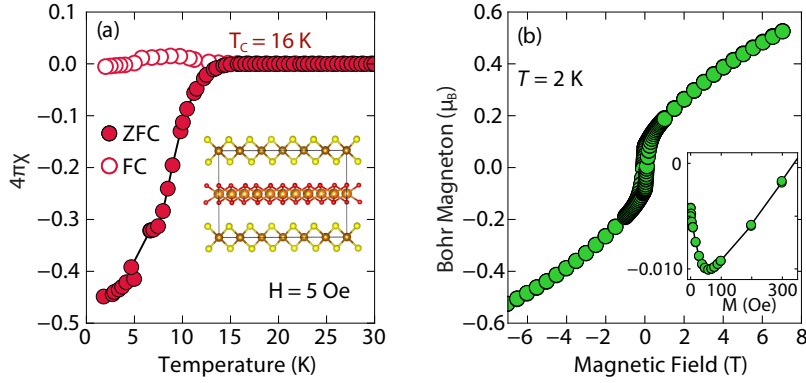 (a)
T_C = 16 K
0.0
−0.1
−0.2
−0.3
−0.4
−0.5
4πχ
ZFC
FC
H = 5 Oe
0 5 10 15 20 25 30
Temperature (K)
(b)
T = 2 K
0.6
0.4
0.2
0.0
−0.2
−0.4
−0.6
Bohr Magneton (μ_B)
0
−0.010
0 100 300
M (Oe)
−6 −4 −2 0 2 4 6 8
Magnetic Field (T)